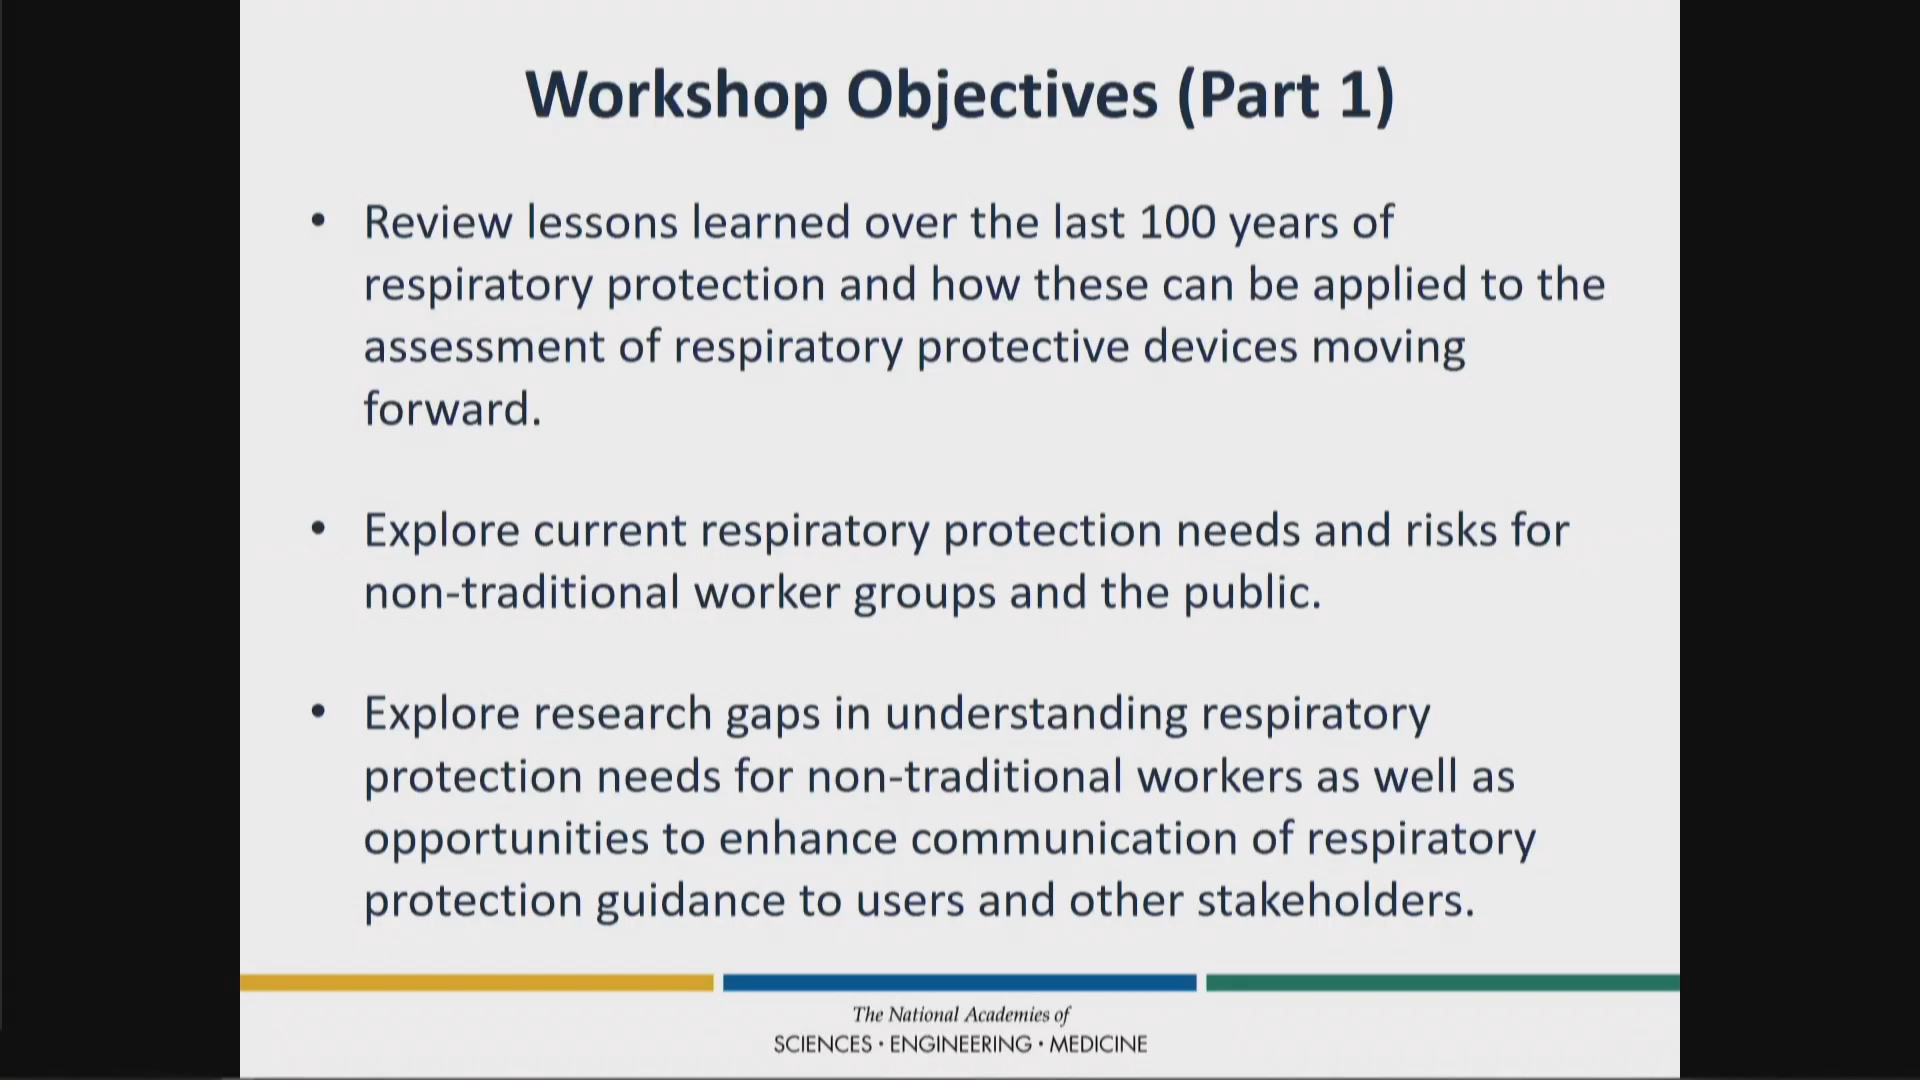 Workshop Objectives (Part 1)
• Review lessons learned over the last 100 years of
respiratory protection and how these can be applied to the
assessment of respiratory protective devices moving
forward.
• Explore current respiratory protection needs and risks for
non-traditional worker groups and the public.
• Explore research gaps in understanding respiratory
protection needs for non-traditional workers as well as
opportunities to enhance communication of respiratory
protection guidance to users and other stakeholders.
The National Academies of
SCIENCES · ENGINEERING · MEDICINE